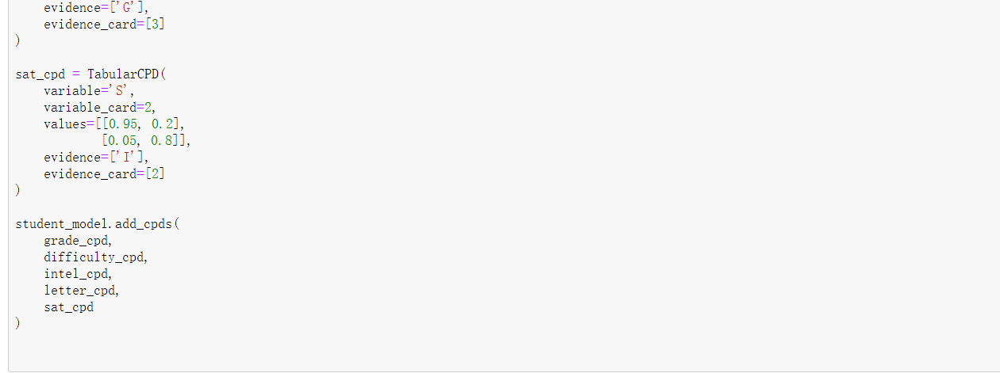 evidence=['G'],
    evidence_card=[3]
)

sat_cpd = TabularCPD(
    variable='S',
    variable_card=2,
    values=[[0.95, 0.2],
            [0.05, 0.8]],
    evidence=['I'],
    evidence_card=[2]
)

student_model.add_cpds(
    grade_cpd,
    difficulty_cpd,
    intel_cpd,
    letter_cpd,
    sat_cpd
)